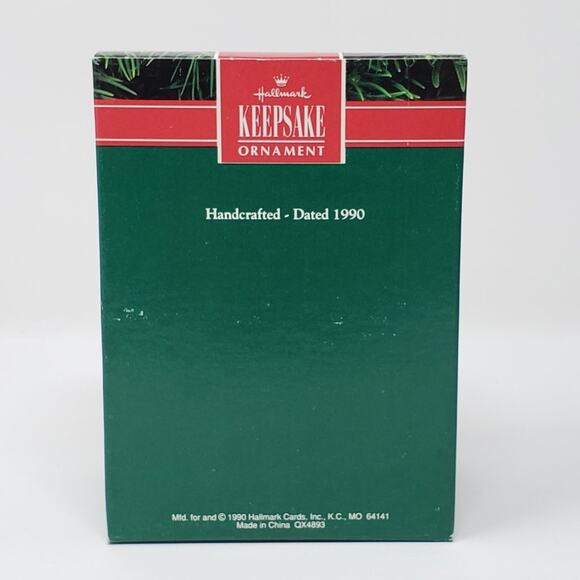 Hallmark
KEEPSAKE
ORNAMENT
Handcrafted - Dated 1990
Mfd. for and © 1990 Hallmark Cards, Inc., K.C., MO 64141
Made in China QX4893